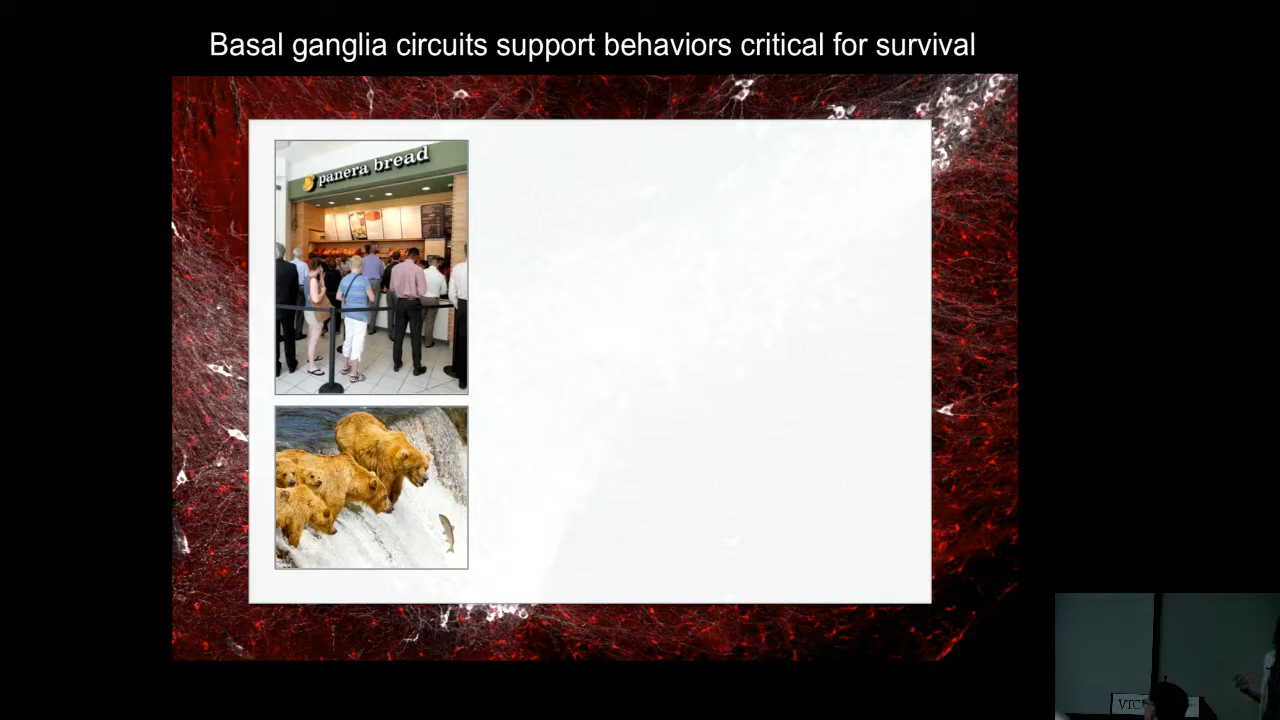 Basal ganglia circuits support behaviors critical for survival
panera bread